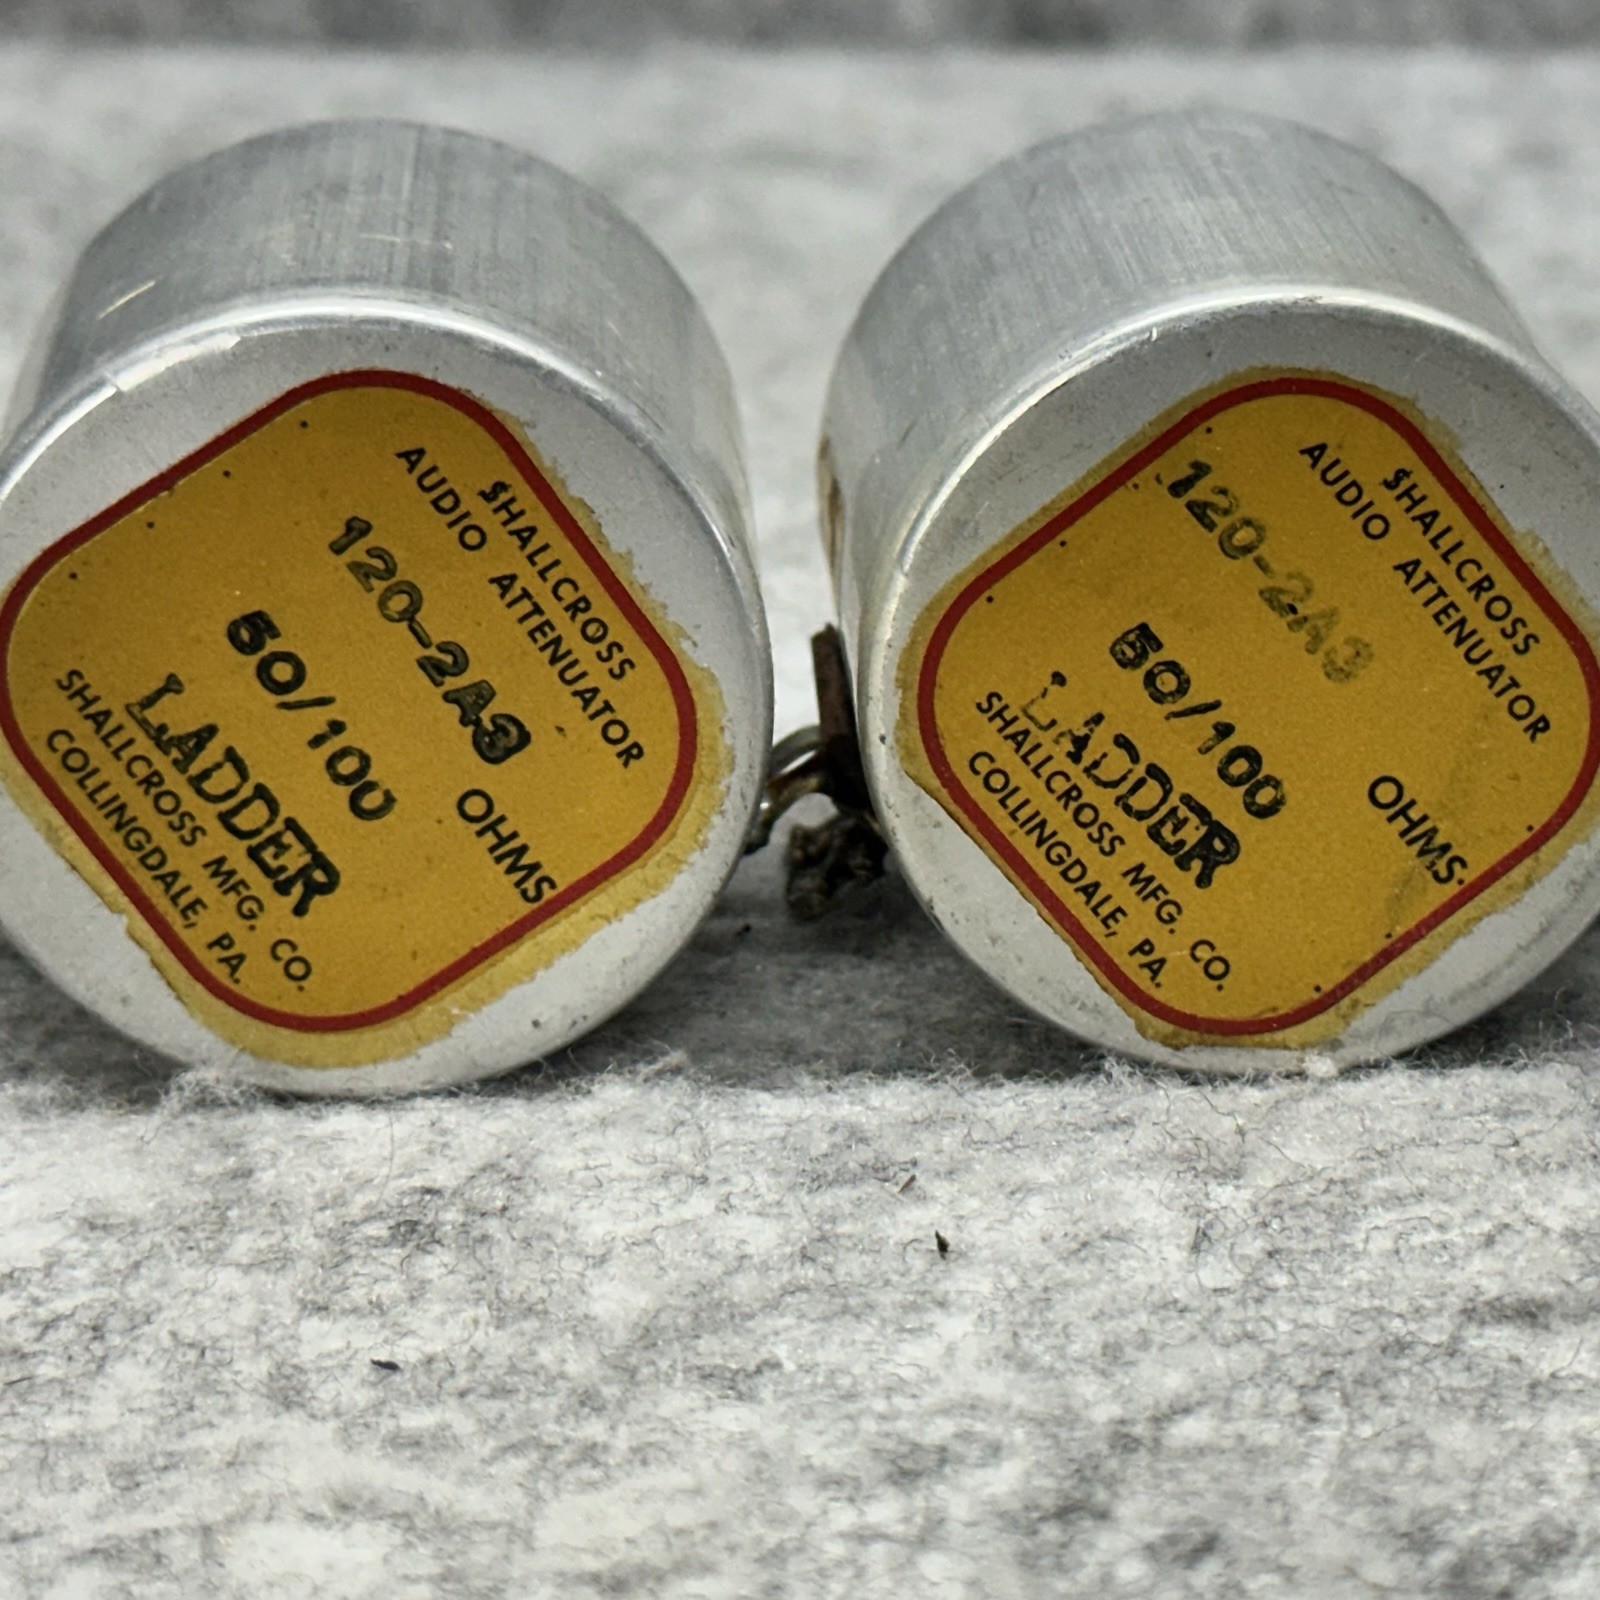 SHALLCROSS
AUDIO ATTENUATOR
120-2A3
50/100 OHMS
LADDER
SHALLCROSS MFG. CO.
COLLINGDALE, PA.
SHALLCROSS
AUDIO ATTENUATOR
120-2A3
50/100 OHMS
LADDER
SHALLCROSS MFG. CO.
COLLINGDALE, PA.